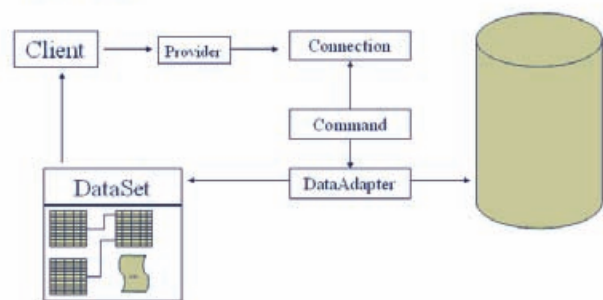 Client
Provider
Connection
Command
DataAdapter
DataSet